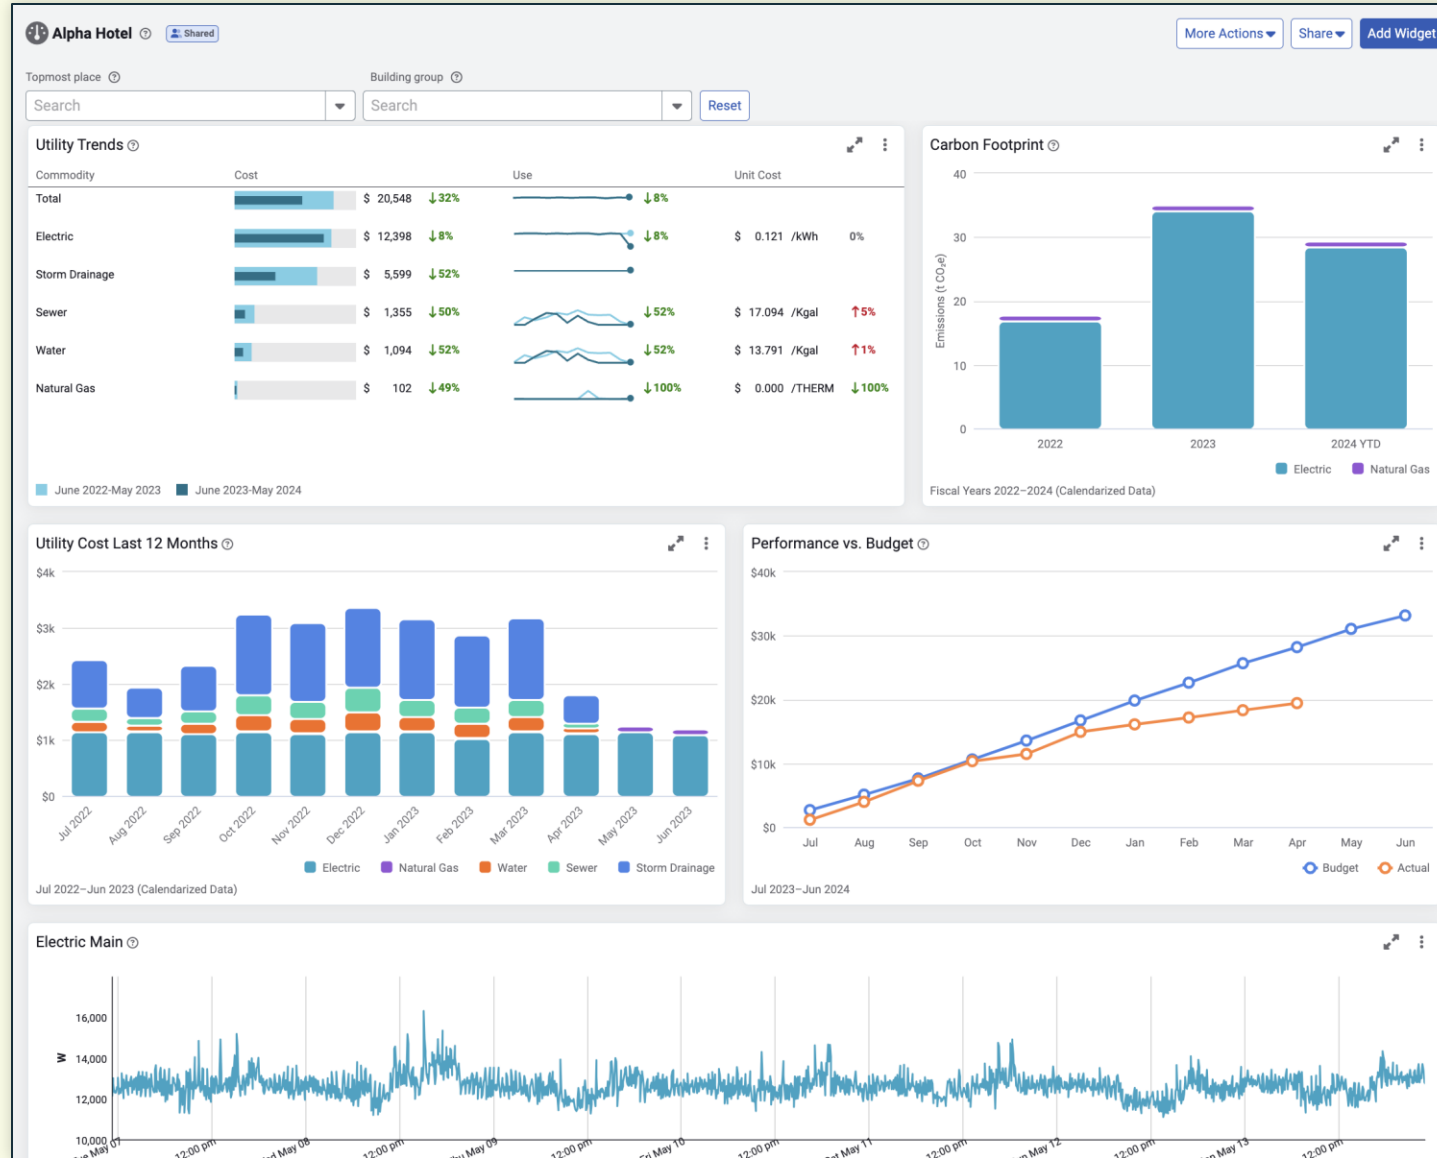 Alpha Hotel Shared
More Actions Share Add Widget
Topmost place Building group
Search Search Reset
Utility Trends
Commodity Cost Use Unit Cost
Total $ 20,548 ↓32% ↓8%
Electric $ 12,398 ↓8% ↓8% $ 0.121 /kWh 0%
Storm Drainage $ 5,599 ↓52%
Sewer $ 1,355 ↓50% ↓52% $ 17.094 /Kgal ↑5%
Water $ 1,094 ↓52% ↓52% $ 13.791 /Kgal ↑1%
Natural Gas $ 102 ↓49% ↓100% $ 0.000 /THERM ↓100%
June 2022-May 2023 June 2023-May 2024
Carbon Footprint
40
30
20
10
0
Emissions (t CO₂e)
2022 2023 2024 YTD
Electric Natural Gas
Fiscal Years 2022–2024 (Calendarized Data)
Utility Cost Last 12 Months
$4k
$3k
$2k
$1k
$0
Jul 2022 Aug 2022 Sep 2022 Oct 2022 Nov 2022 Dec 2022 Jan 2023 Feb 2023 Mar 2023 Apr 2023 May 2023 Jun 2023
Electric Natural Gas Water Sewer Storm Drainage
Jul 2022–Jun 2023 (Calendarized Data)
Performance vs. Budget
$40k
$30k
$20k
$10k
$0
Jul Aug Sep Oct Nov Dec Jan Feb Mar Apr May Jun
Budget Actual
Jul 2023–Jun 2024
Electric Main
16,000
14,000
12,000
10,000
W
May 07 12:00 pm May 08 12:00 pm May 09 12:00 pm May 10 12:00 pm May 11 12:00 pm May 12 12:00 pm May 13 12:00 pm